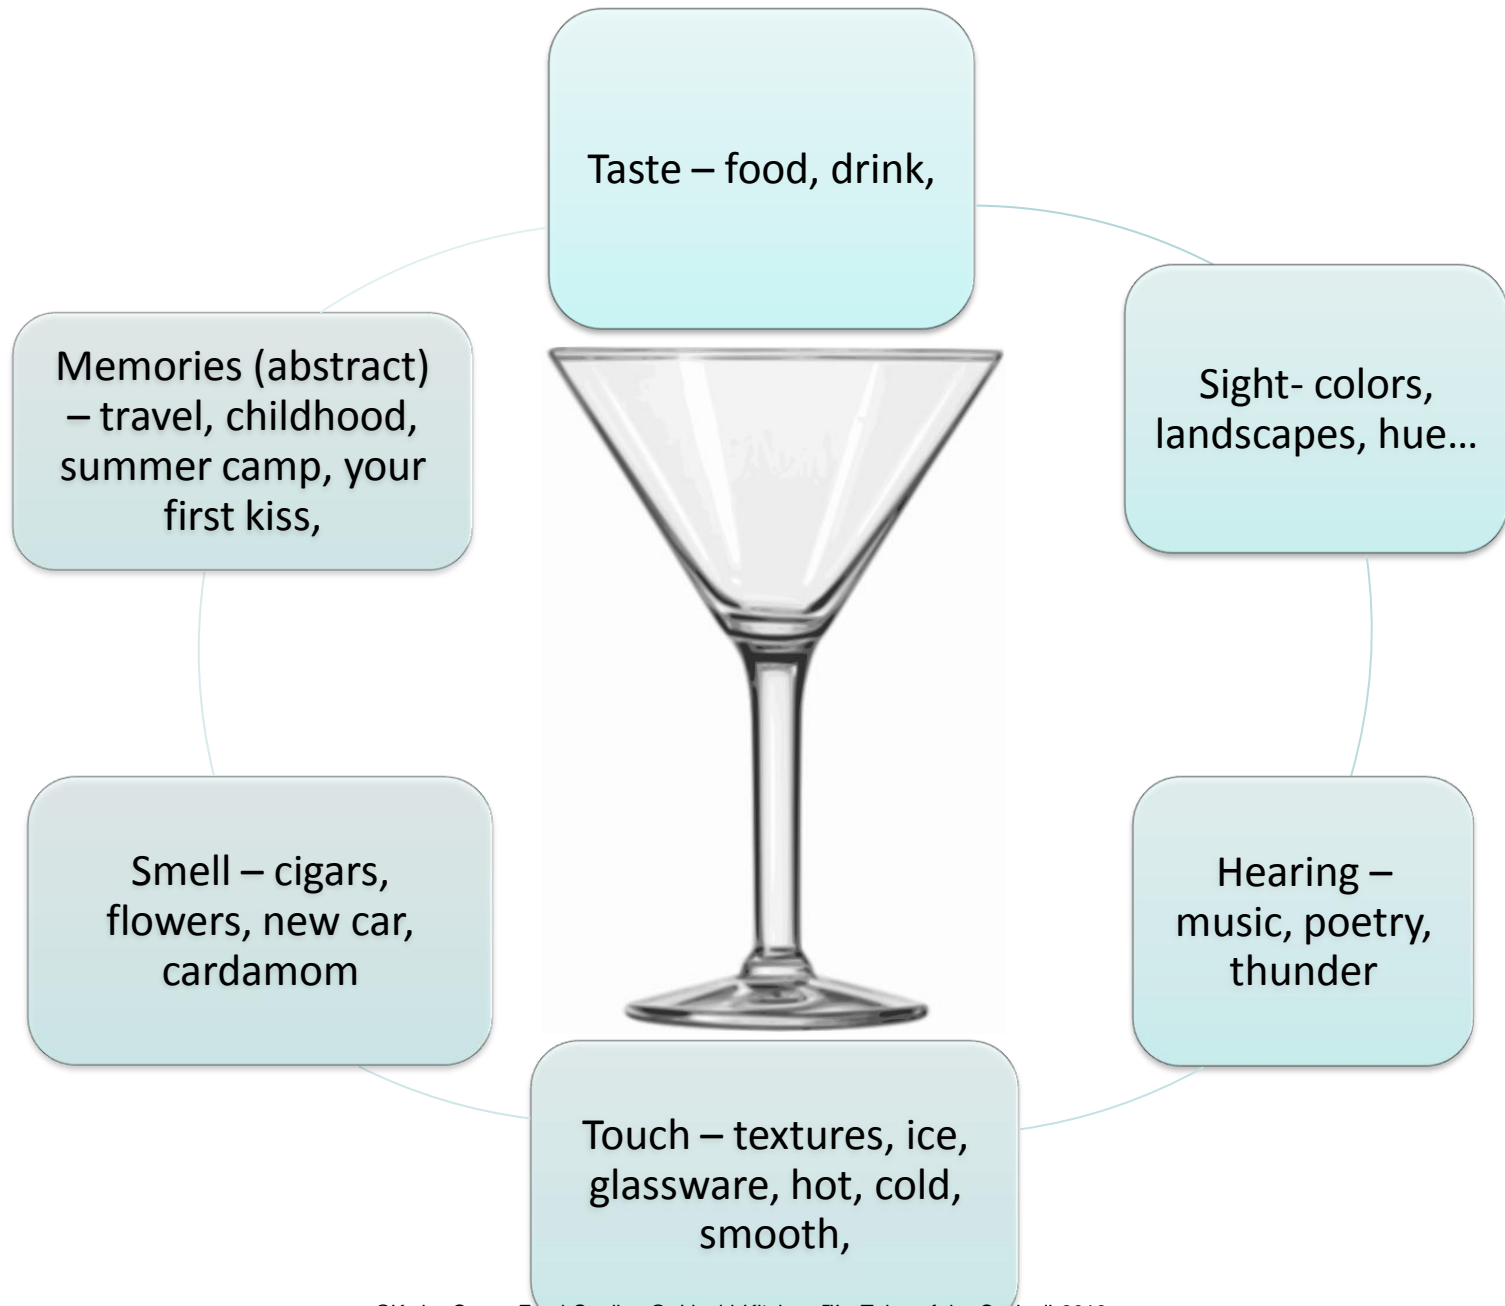 Taste – food, drink,
Sight- colors,
landscapes, hue...
Hearing –
music, poetry,
thunder
Touch – textures, ice,
glassware, hot, cold,
smooth,
Smell – cigars,
flowers, new car,
cardamom
Memories (abstract)
– travel, childhood,
summer camp, your
first kiss,